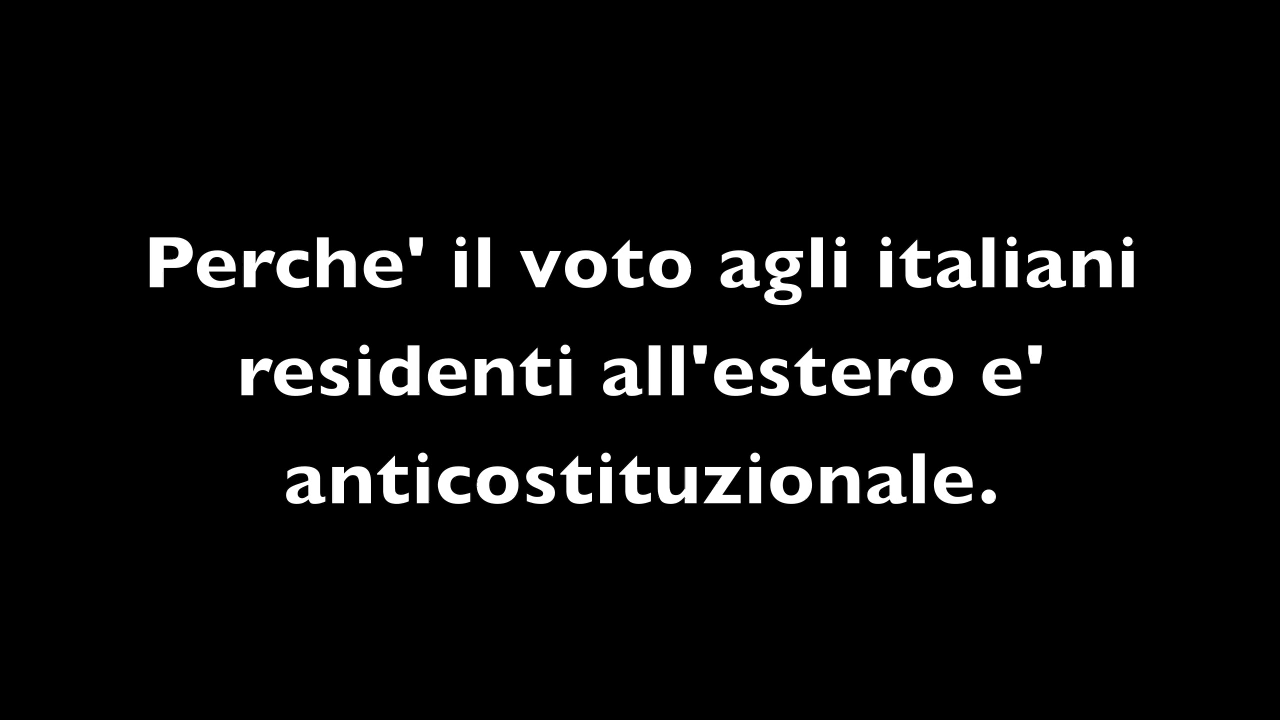 Perche' il voto agli italiani
residenti all'estero e'
anticostituzionale.